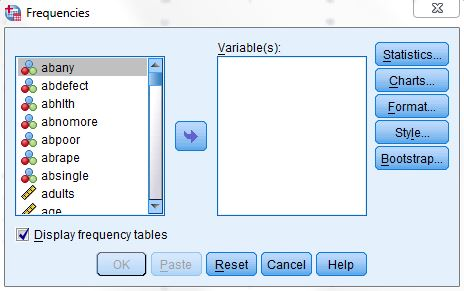 Frequencies
Variable(s):
abany
abdefect
abhlth
abnomore
abpoor
abrape
absingle
adults
age
Statistics...
Charts...
Format...
Style...
Bootstrap...
Display frequency tables
OK
Paste
Reset
Cancel
Help